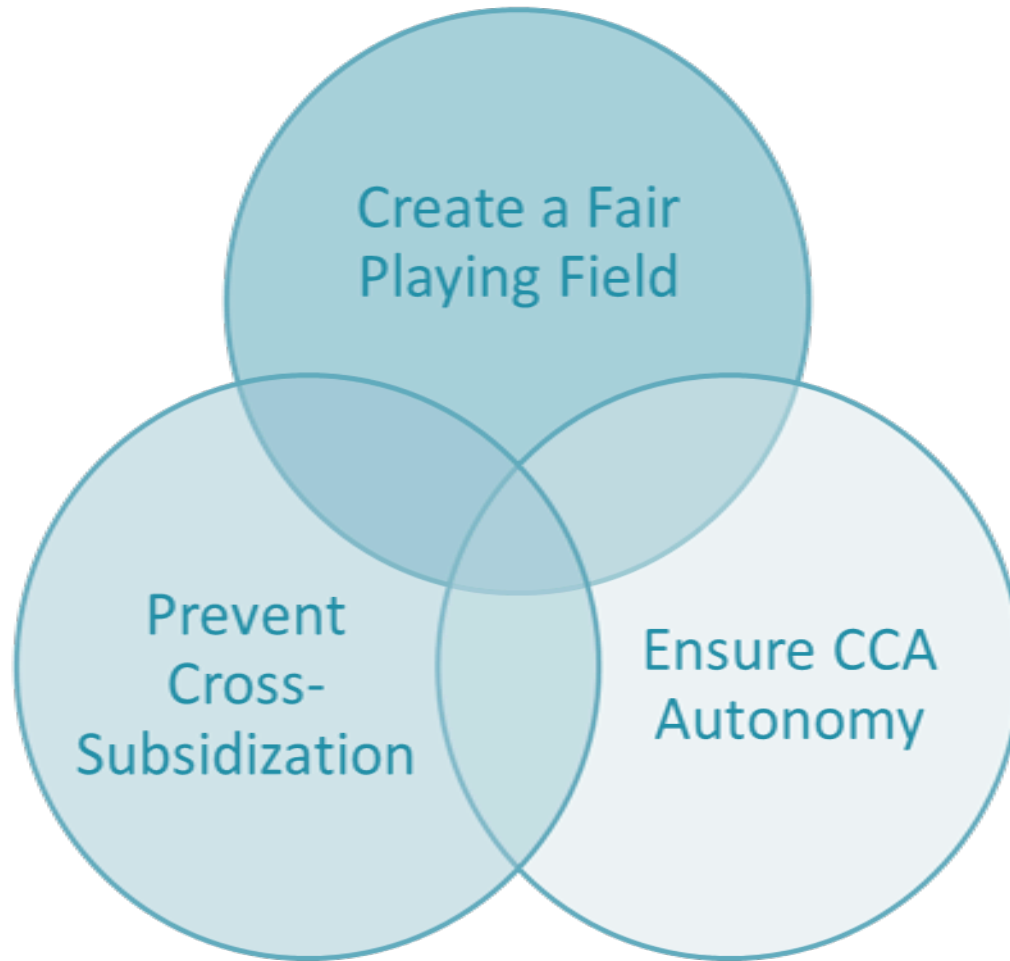 Create a Fair
Playing Field
Prevent
Cross-
Subsidization
Ensure CCA
Autonomy